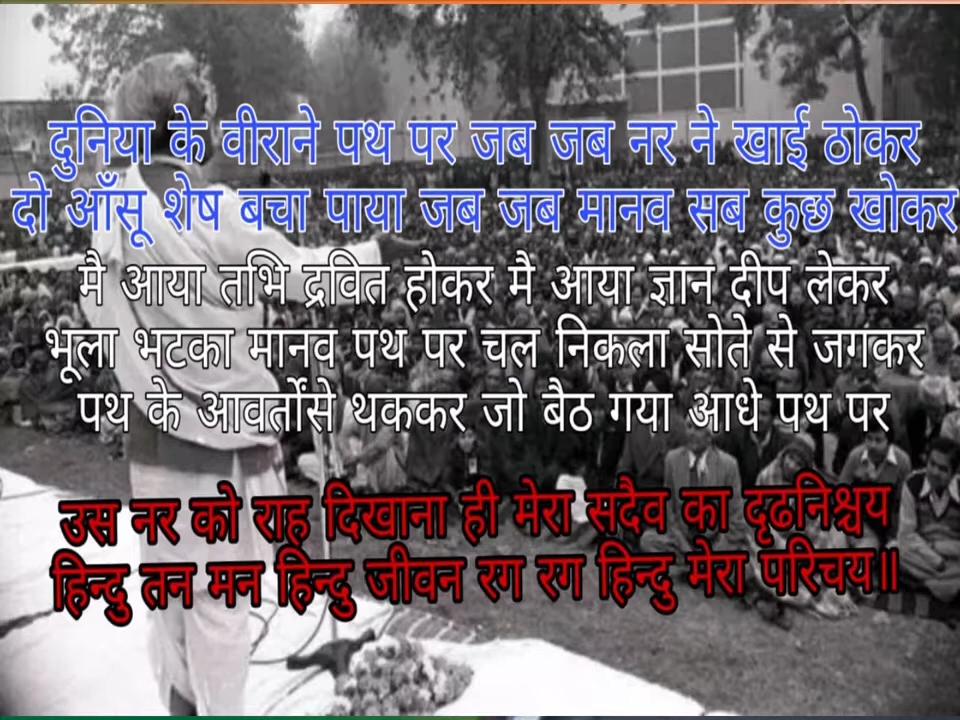 दुनिया के वीराने पथ पर जब जब नर ने खाई ठोकर
दो आँसू शेष बचा पाया जब जब मानव सब कुछ खोकर
मै आया तभि द्रवित होकर मै आया ज्ञान दीप लेकर
भूला भटका मानव पथ पर चल निकला सोते से जगकर
पथ के आवर्तोंसे थककर जो बैठ गया आधे पथ पर
उस नर को राह दिखाना ही मेरा सदैव का दृढनिश्चय
हिन्दु तन मन हिन्दु जीवन रग रग हिन्दु मेरा परिचय॥